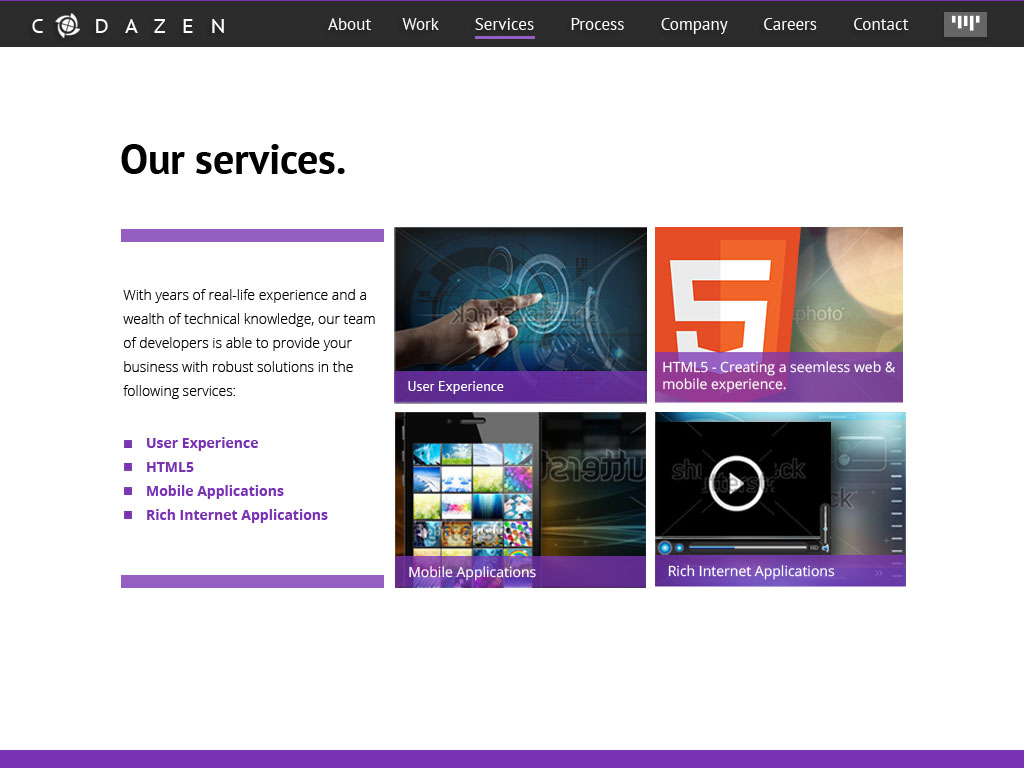 C DAZEN
About Work Services Process Company Careers Contact
Our services.
With years of real-life experience and a
wealth of technical knowledge, our team
of developers is able to provide your
business with robust solutions in the
following services:
User Experience
HTML5
Mobile Applications
Rich Internet Applications
User Experience
5
HTML5 - Creating a seemless web &
mobile experience.
Mobile Applications
Rich Internet Applications »